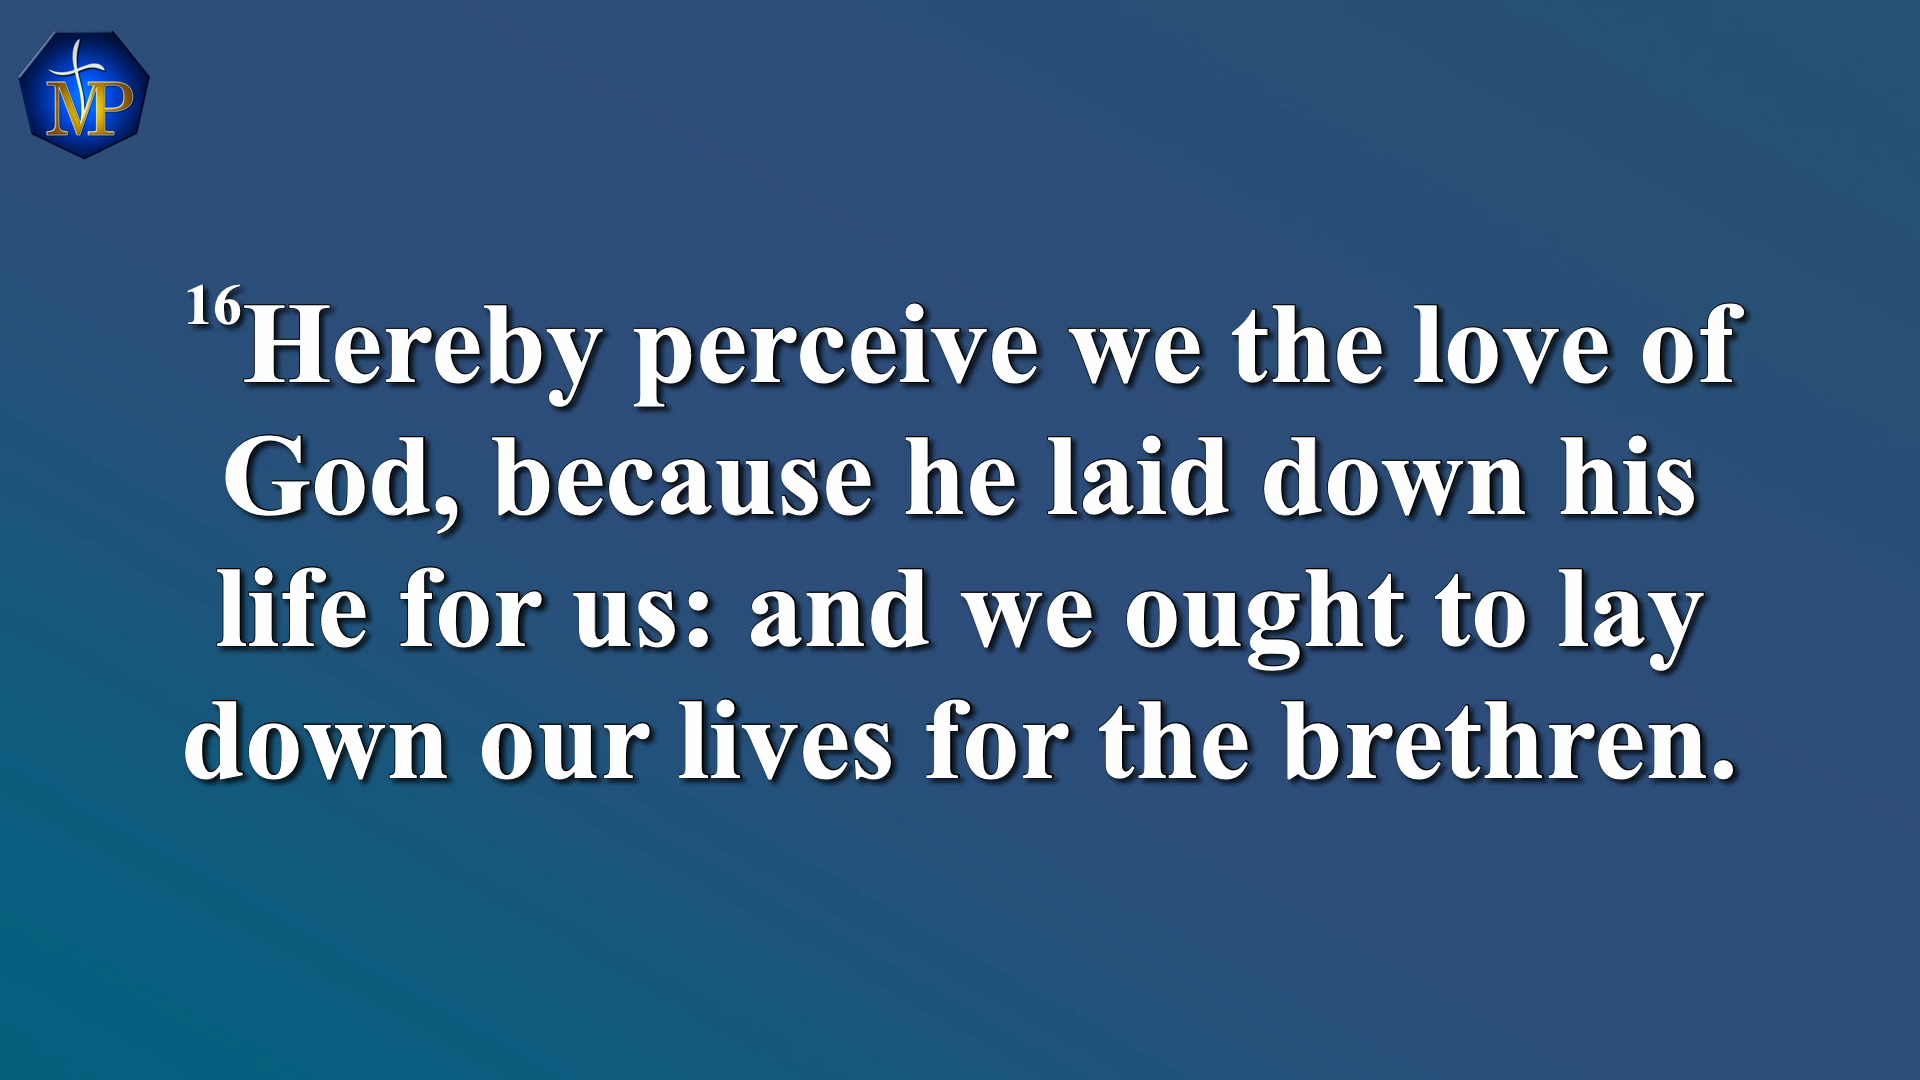 MP
16Hereby perceive we the love of
God, because he laid down his
life for us: and we ought to lay
down our lives for the brethren.